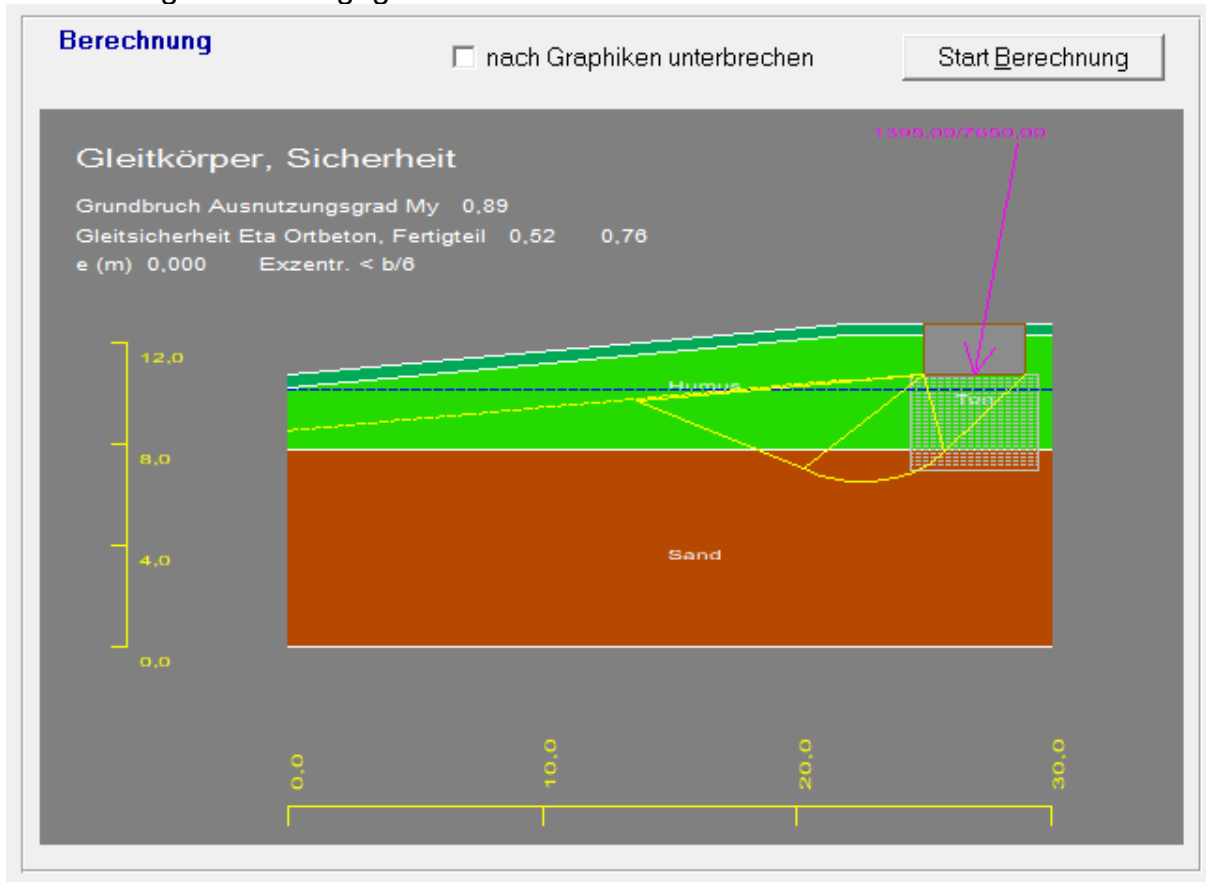 Berechnung
nach Graphiken unterbrechen
Start Berechnung
1395,00/7650,00
Gleitkörper, Sicherheit
Grundbruch Ausnutzungsgrad My 0,89
Gleitsicherheit Eta Ortbeton, Fertigteil 0,52 0,76
e (m) 0,000 Exzentr. < b/6
12,0
Humus
8,0
4,0
Sand
0,0
0,0
10,0
20,0
30,0